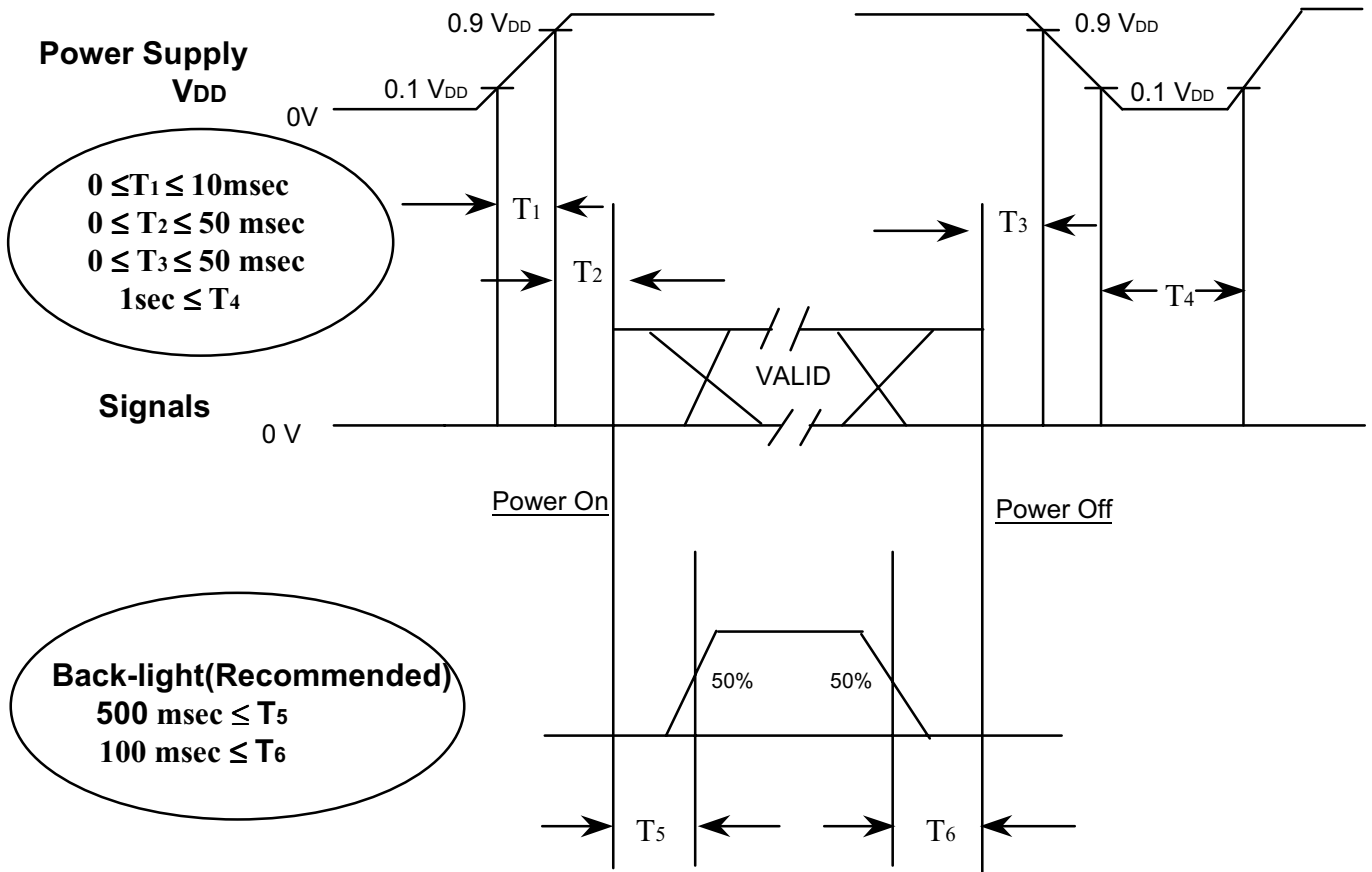 0.9 VDD
0.9 VDD
Power Supply
VDD
0.1 VDD
0.1 VDD
0V
0 ≤T1 ≤ 10msec
0 ≤ T2 ≤ 50 msec
0 ≤ T3 ≤ 50 msec
1sec ≤ T4
T1
T2
T3
T4
VALID
Signals
0 V
Power On
Power Off
Back-light(Recommended)
500 msec ≤ T5
100 msec ≤ T6
50%
50%
T5
T6